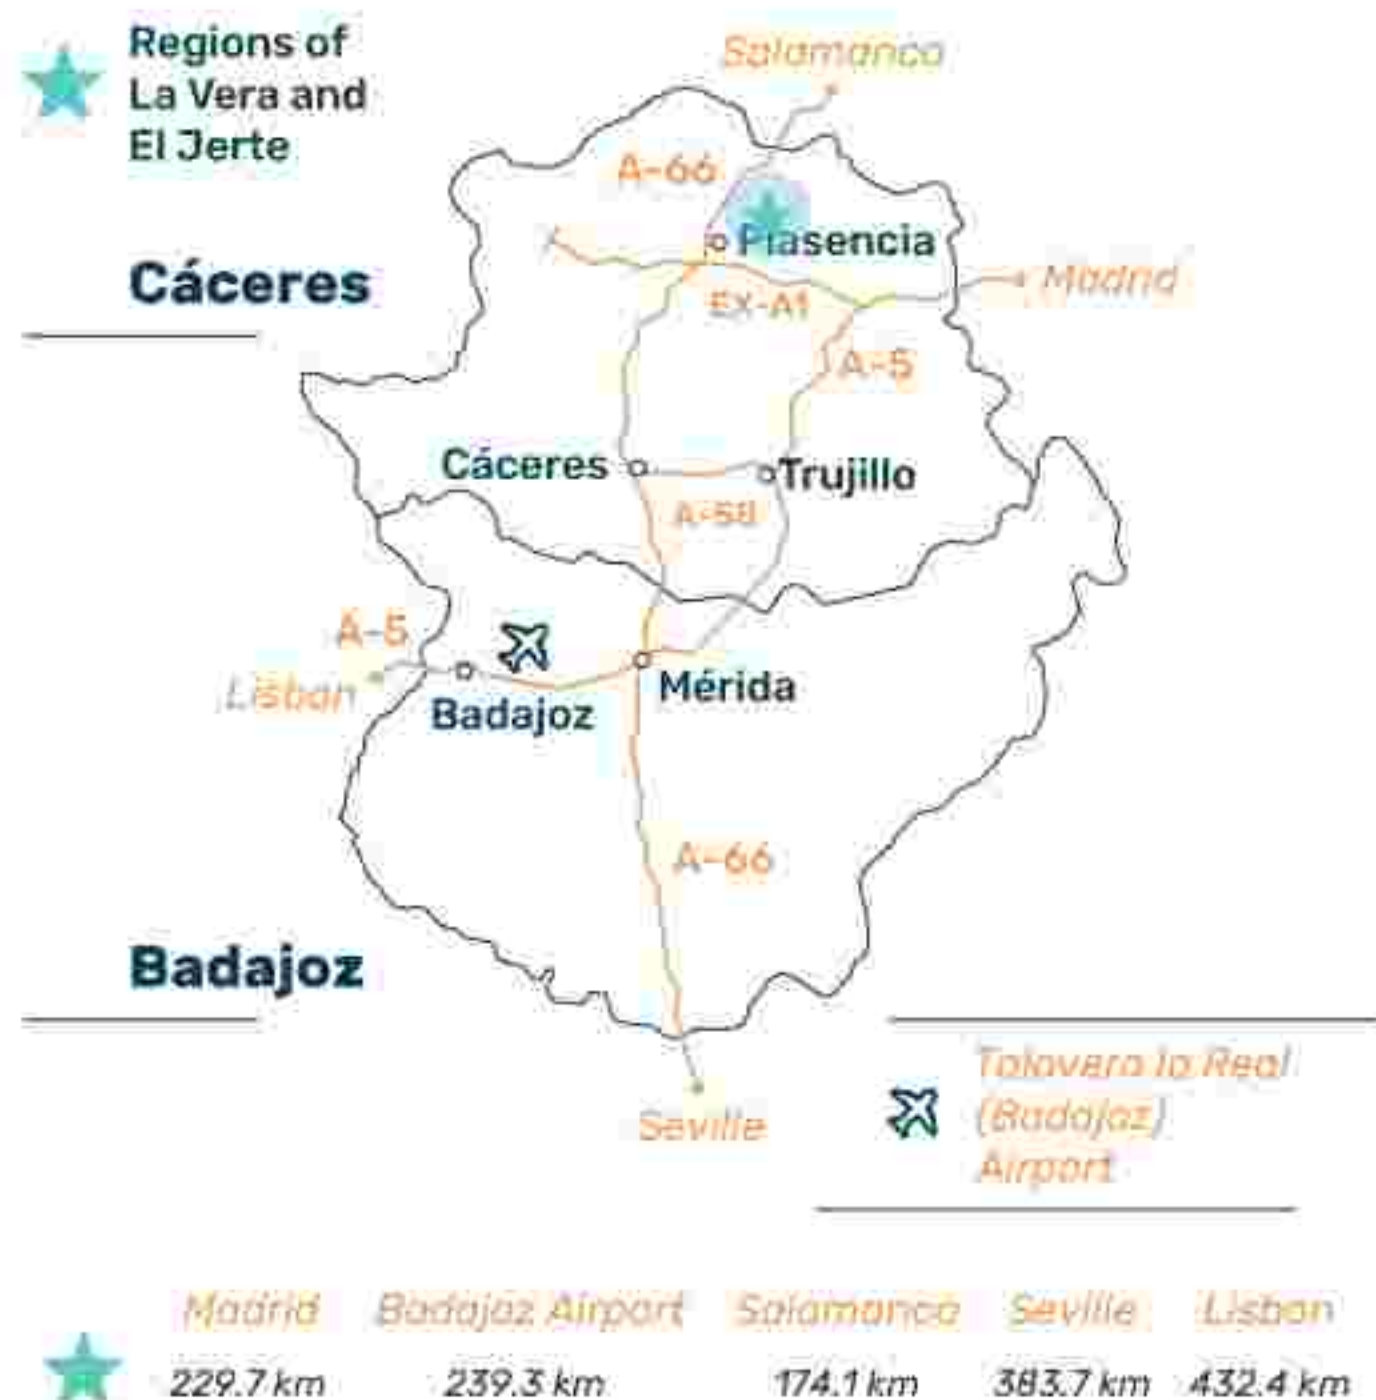 Regions of
La Vera and
El Jerte
Salamanca
A-66
Plasencia
Cáceres
Madrid
EX-A1
A-5
Cáceres
Trujillo
A-58
A-5
Lisbon
Badajoz
Mérida
A-66
Badajoz
Talavera la Real
(Badajoz)
Airport
Seville
Madrid Badajoz Airport Salamanca Seville Lisbon
229.7 km 239.3 km 174.1 km 383.7 km 432.4 km